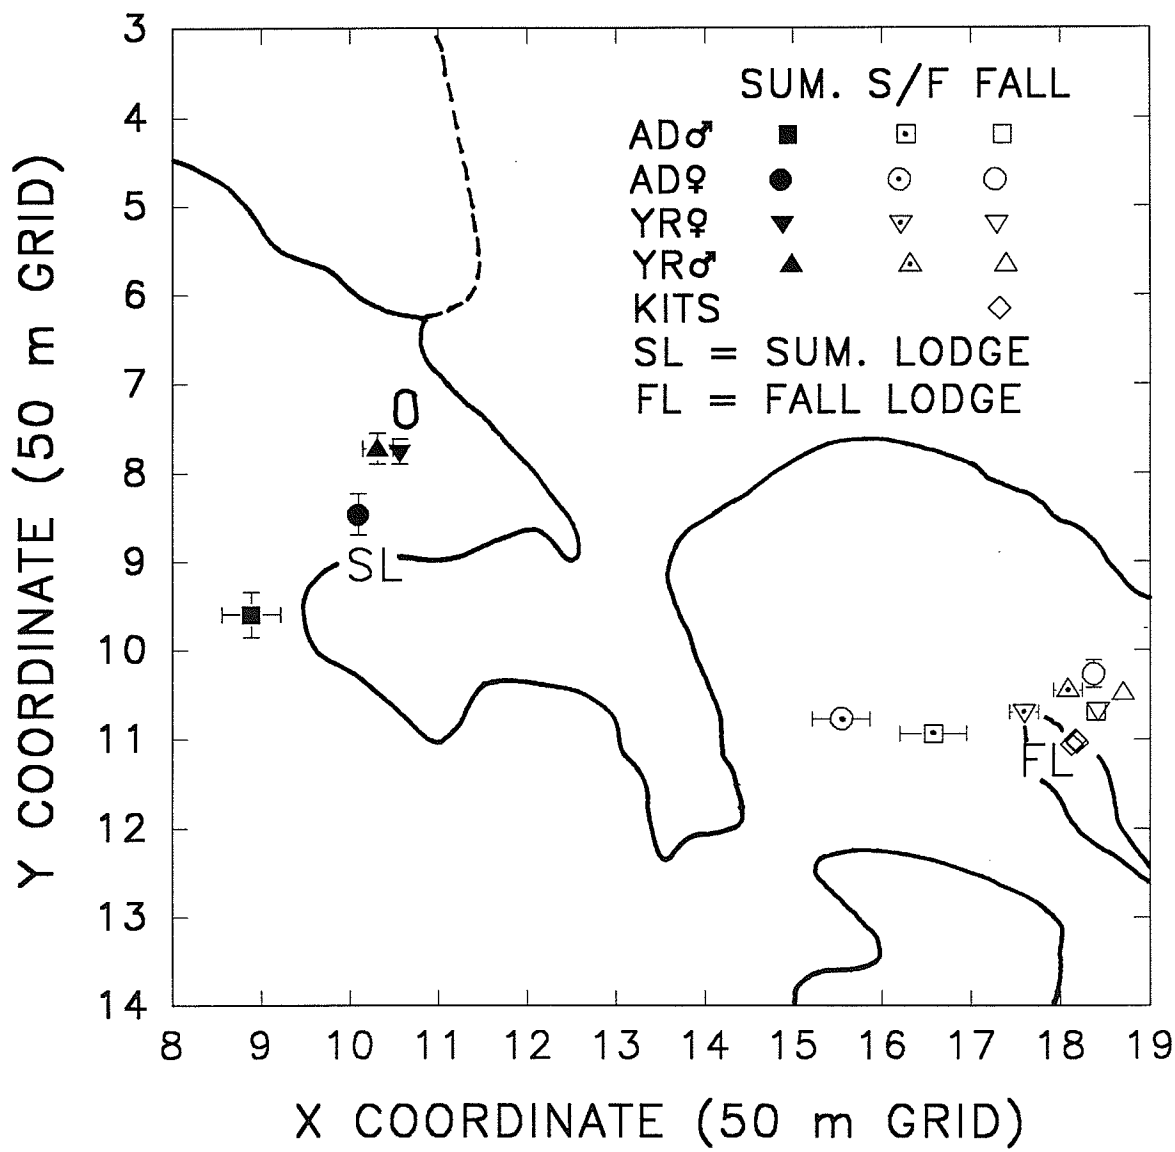 SUM. S/F FALL
AD♂
AD♀
YR♀
YR♂
KITS
SL = SUM. LODGE
FL = FALL LODGE
SL
FL
3
4
5
6
7
8
9
10
11
12
13
14
Y COORDINATE (50 m GRID)
8 9 10 11 12 13 14 15 16 17 18 19
X COORDINATE (50 m GRID)